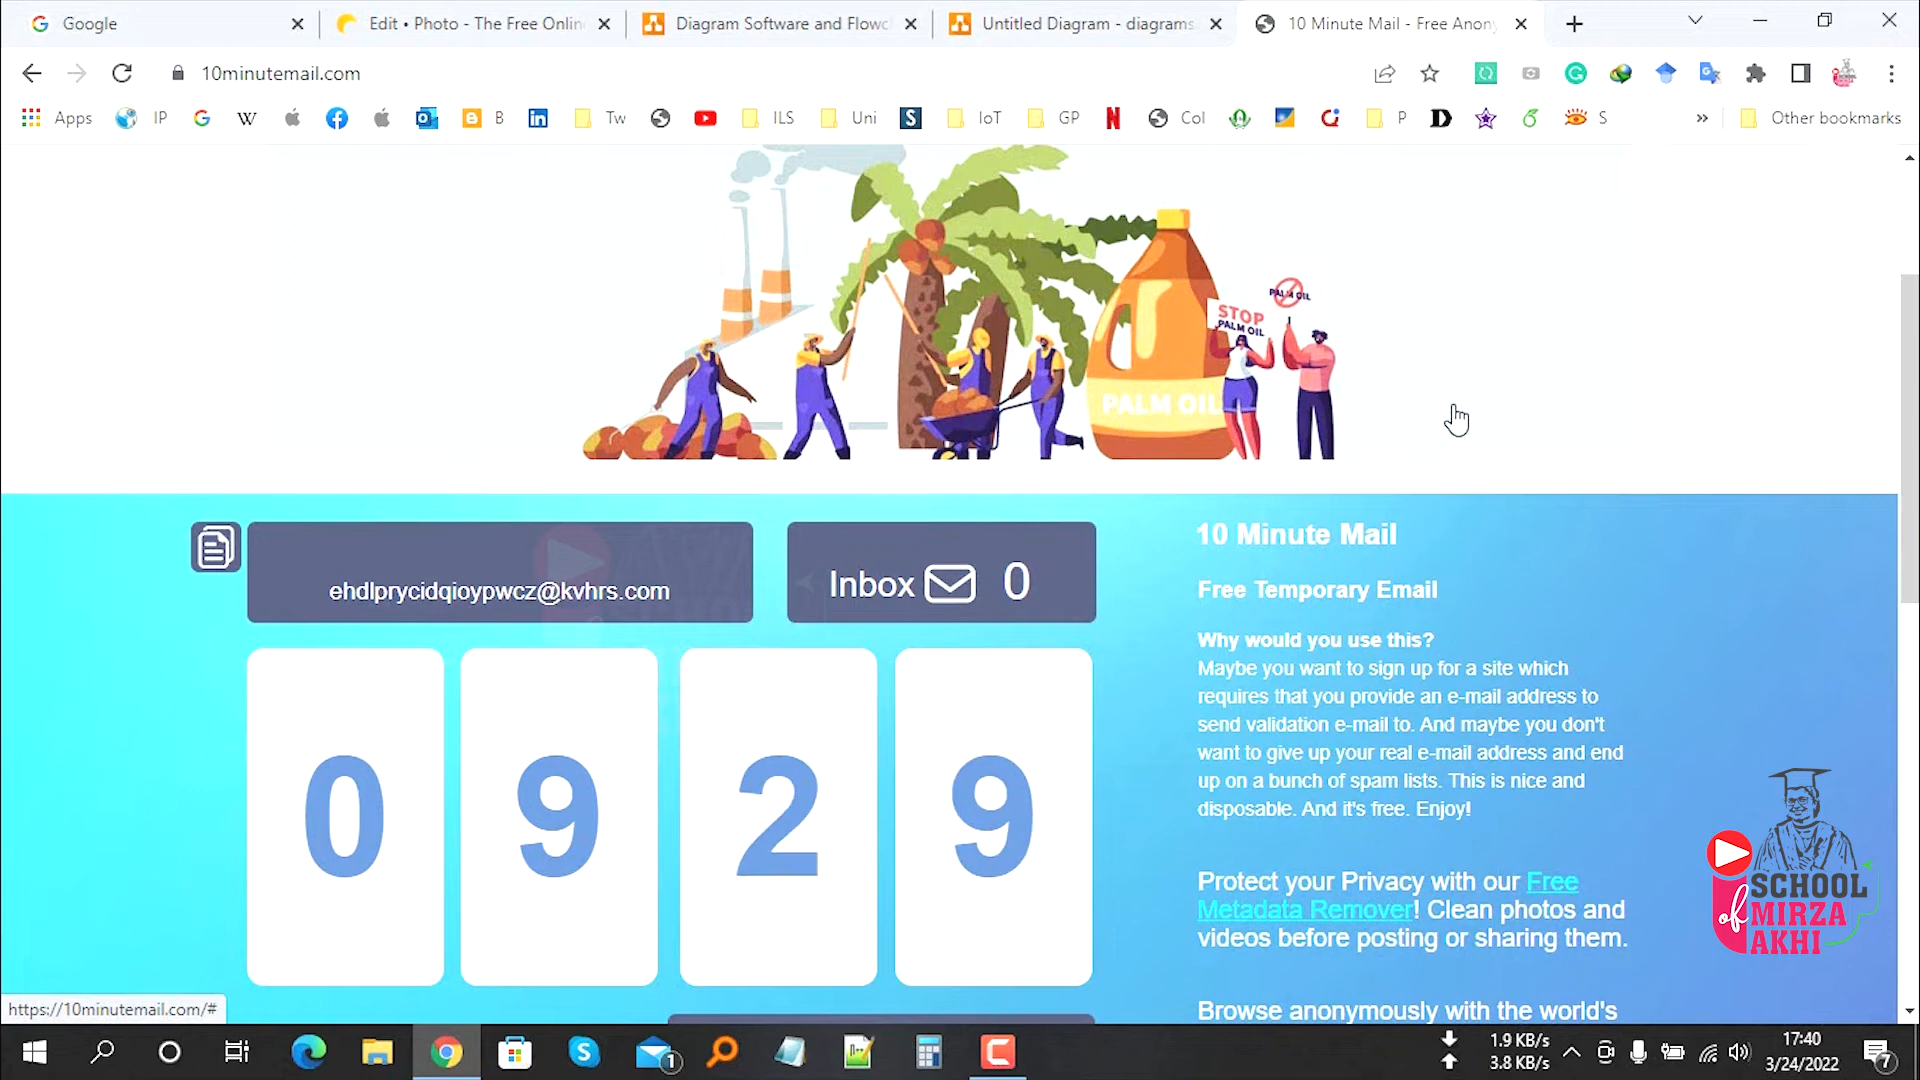 Google
Edit • Photo - The Free Onlin
Diagram Software and Flowc
Untitled Diagram - diagrams.
10 Minute Mail - Free Anony
10minutemail.com
Apps
IP
B
Tw
ILS
Uni
IoT
GP
Col
P
S
Other bookmarks
STOP
PALM OIL
PALM OIL
PALM OIL
ehdlprycidqioypwcz@kvhrs.com
Inbox 0
0 9 2 9
10 Minute Mail
Free Temporary Email
Why would you use this?
Maybe you want to sign up for a site which
requires that you provide an e-mail address to
send validation e-mail to. And maybe you don't
want to give up your real e-mail address and end
up on a bunch of spam lists. This is nice and
disposable. And it's free. Enjoy!
Protect your Privacy with our Free
Metadata Remover! Clean photos and
videos before posting or sharing them.
Browse anonymously with the world's
SCHOOL
of MIRZA
AKHI
https://10minutemail.com/#
1
1.9 KB/s
3.8 KB/s
17:40
3/24/2022
7